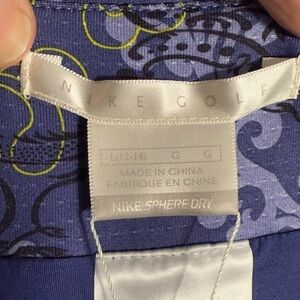 NIKE GOLF
L(12-14) G G
MADE IN CHINA
FABRIQUÉ EN CHINE
NIKE SPHERE DRY